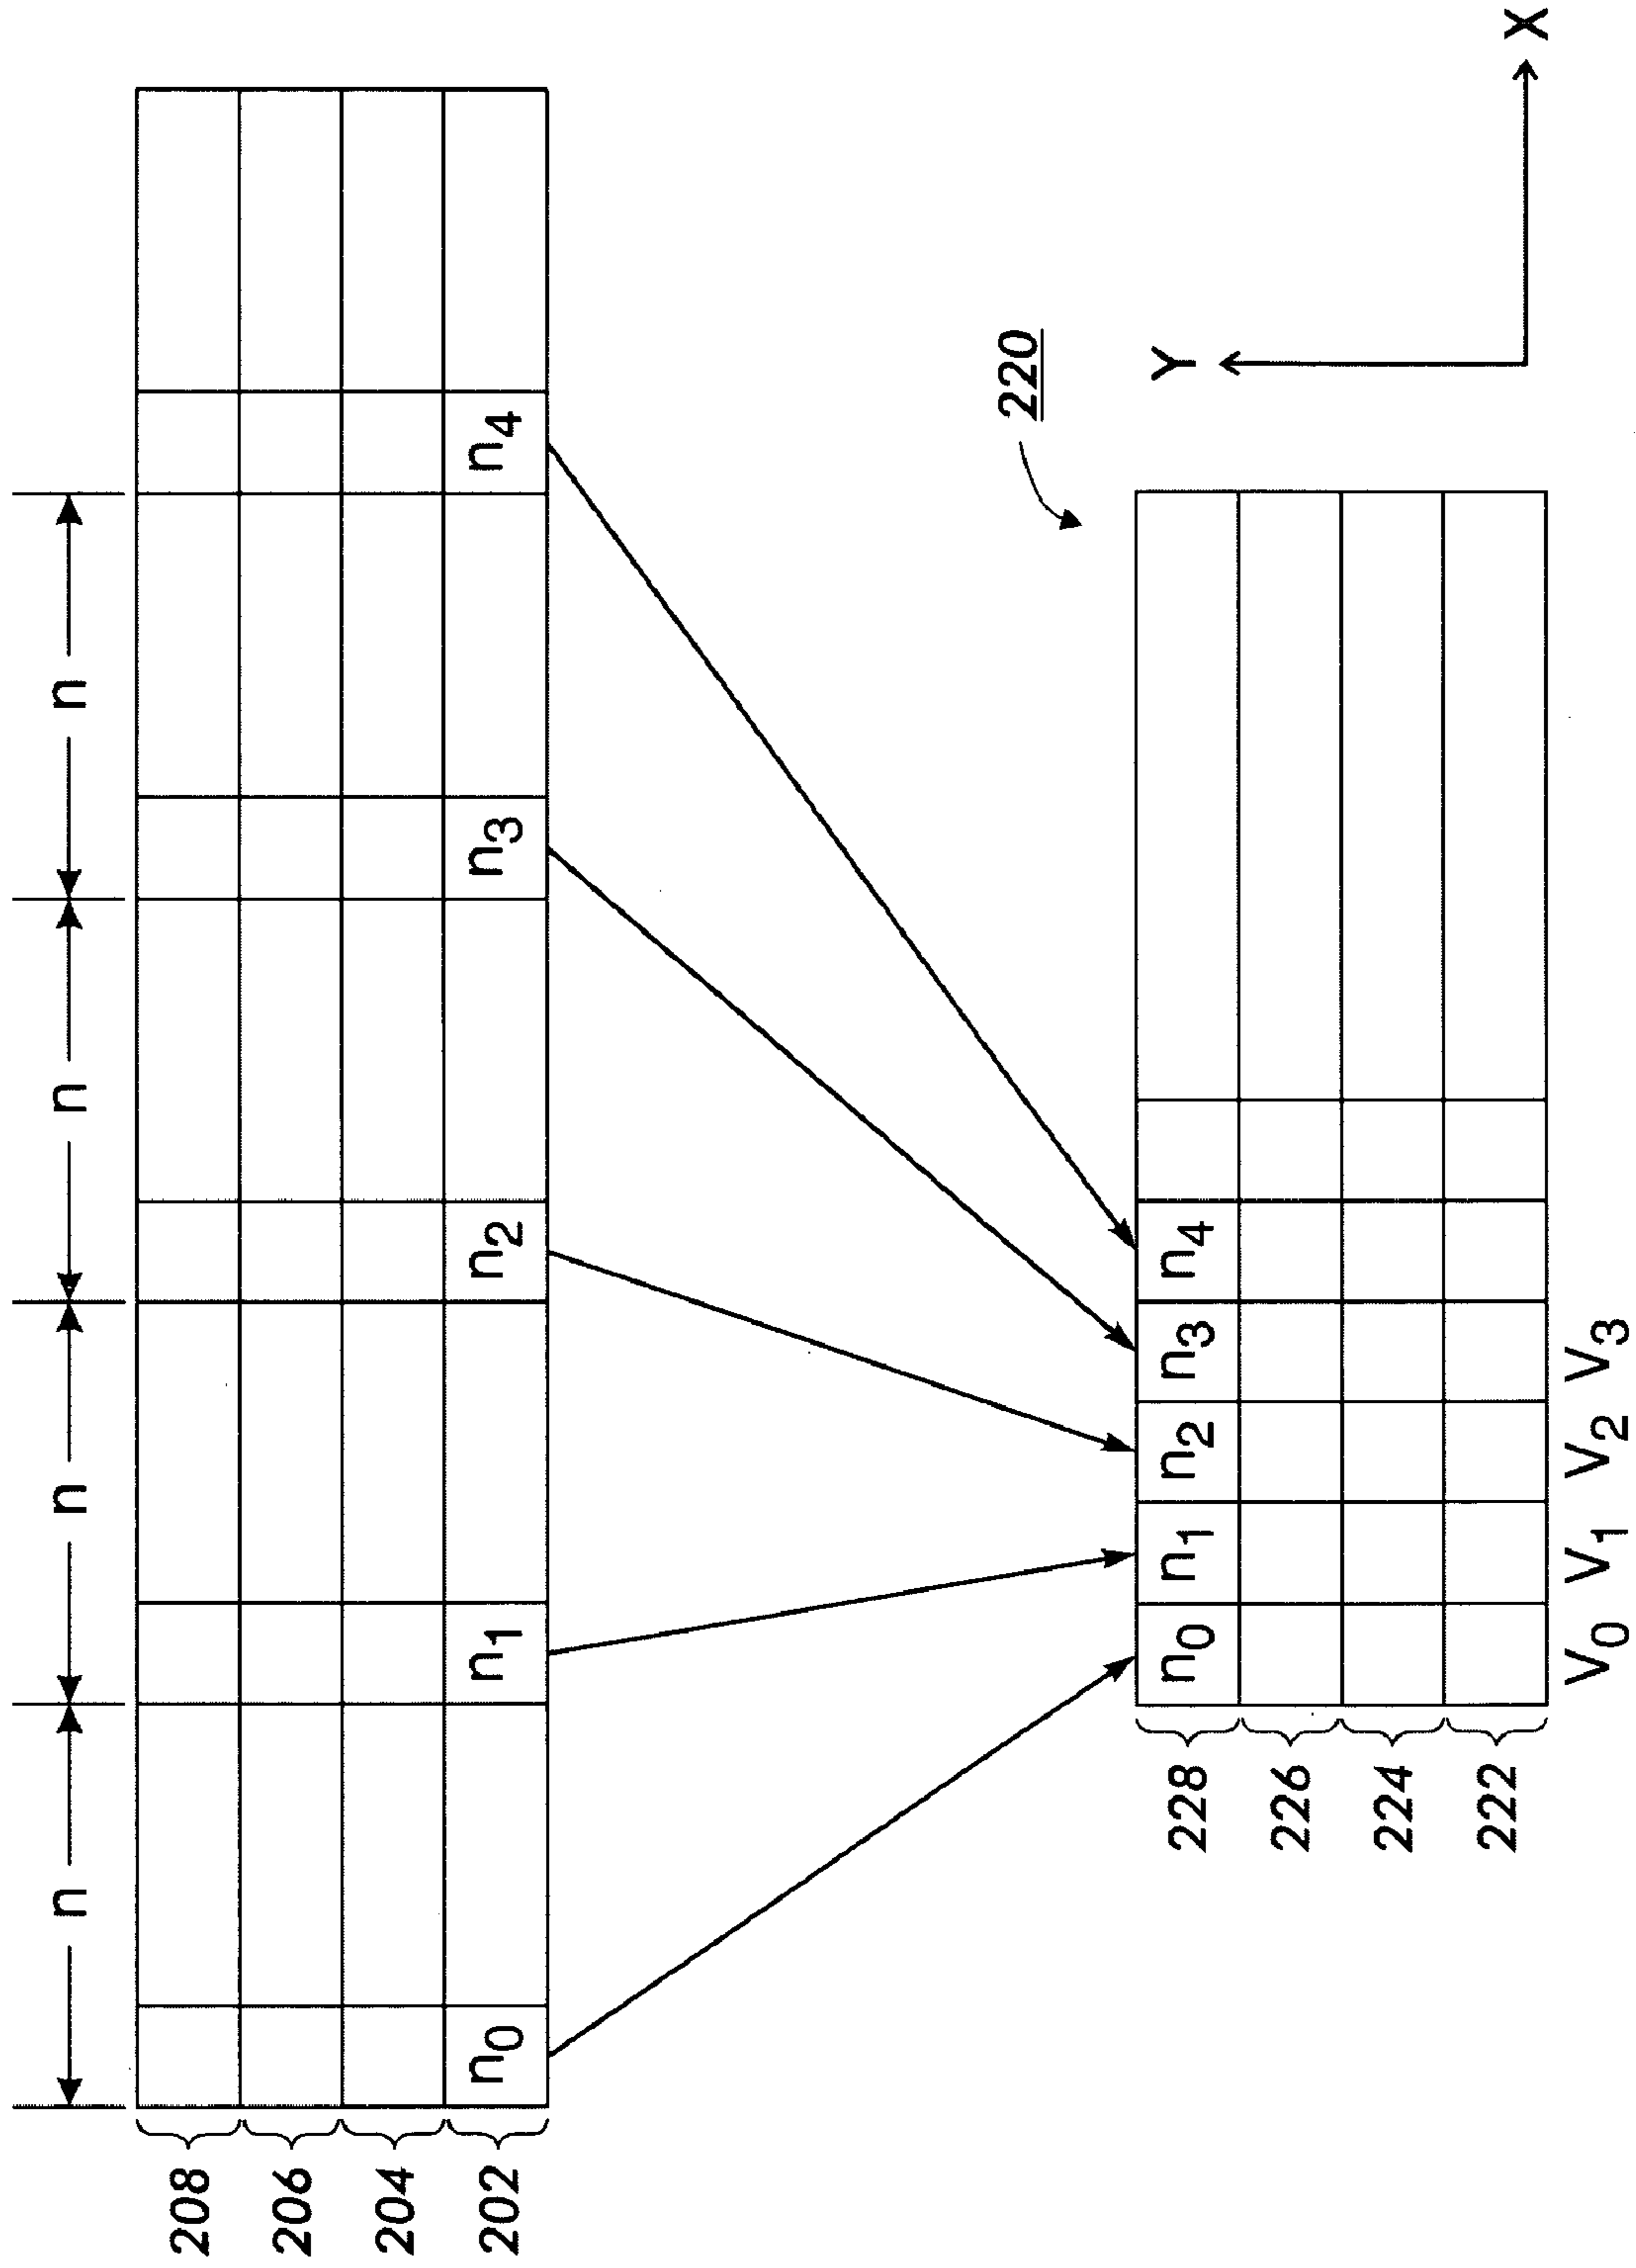 n n n n
208
206
204
202 n₀ n₁ n₂ n₃ n₄
220
228 n₀ n₁ n₂ n₃ n₄
226
224
222
V₀ V₁ V₂ V₃
Y
X